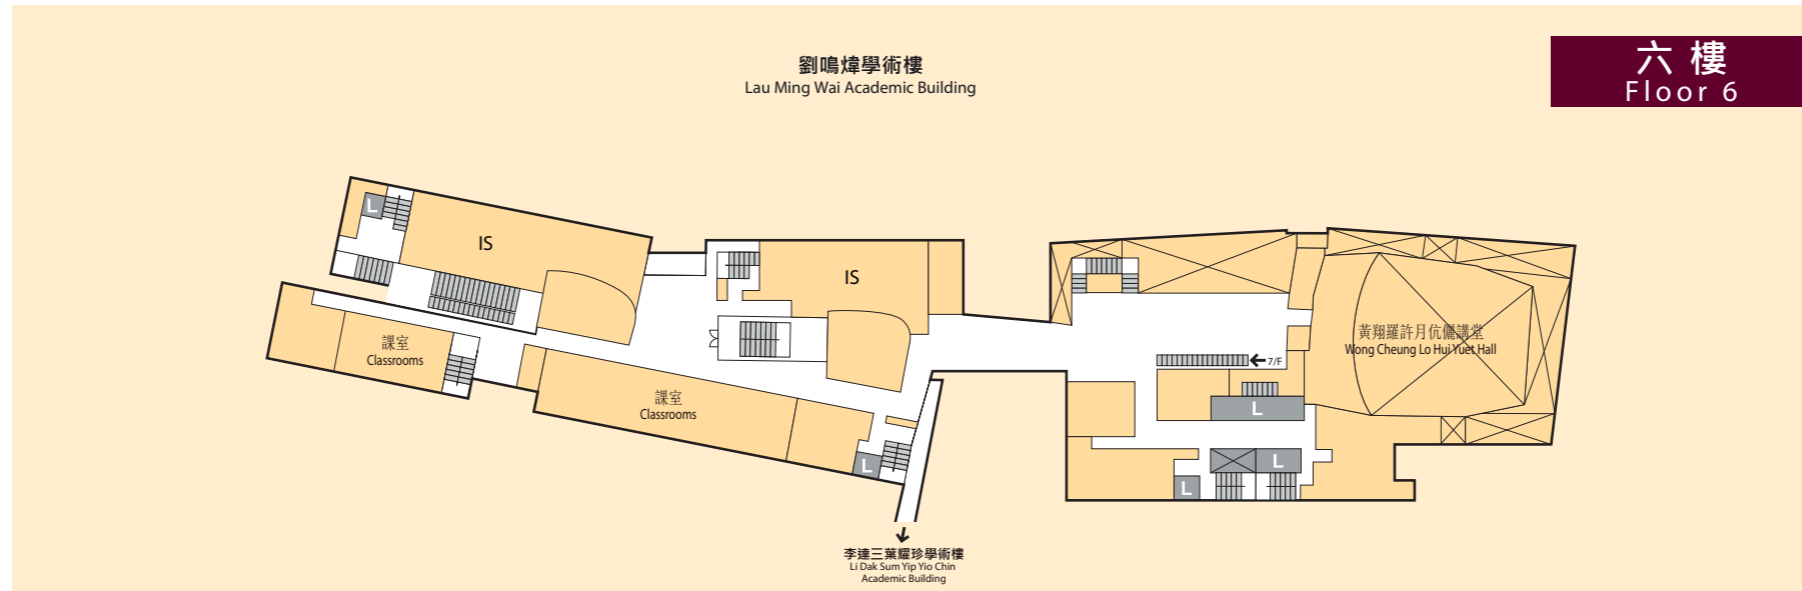 劉鳴煒學術樓
Lau Ming Wai Academic Building
六樓
Floor 6
L
IS
IS
課室
Classrooms
課室
Classrooms
L
黃翔羅許月伉儷講堂
Wong Cheung Lo Hui Yuet Hall
7/F
L
L
L
李達三葉耀珍學術樓
Li Dak Sum Yip Yio Chin
Academic Building